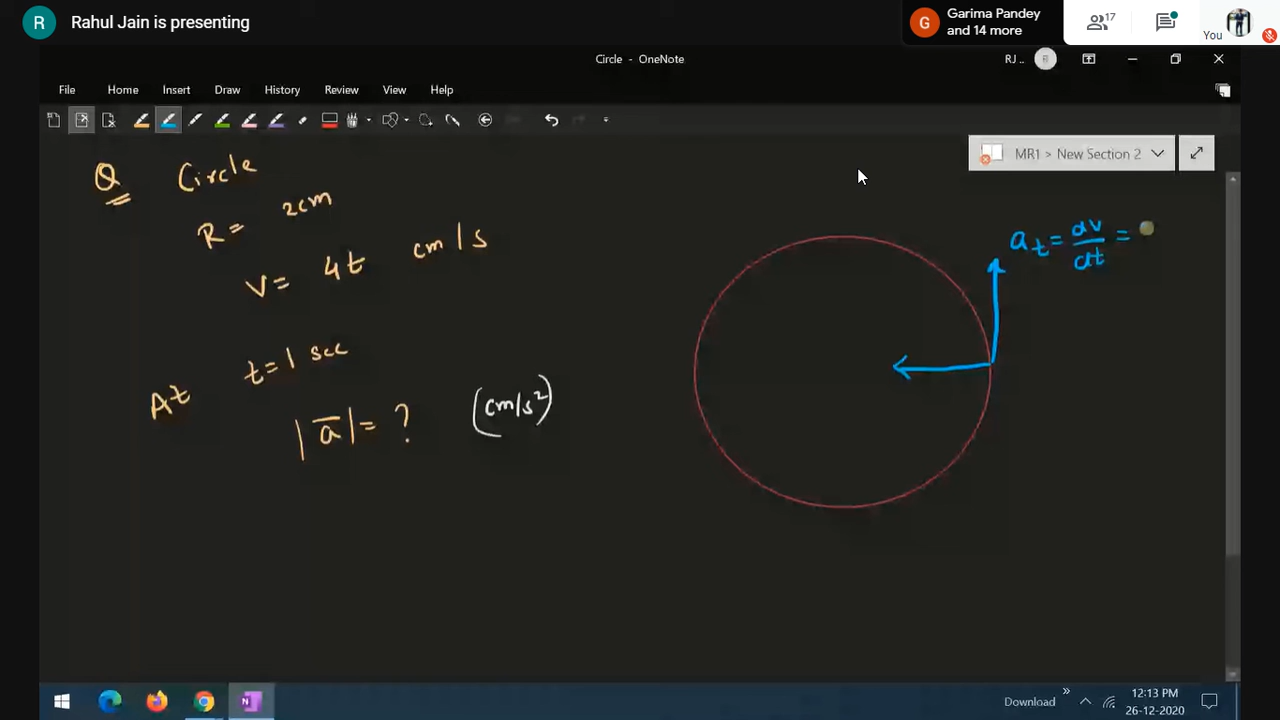 R Rahul Jain is presenting
G Garima Pandey
and 14 more
17
You
Circle - OneNote
RJ ..
R
File Home Insert Draw History Review View Help
MR1 > New Section 2
Q Circle
R = 2cm
V = 4t cm/s
At t = 1 sec
|a̅| = ? (cm/s²)
aₜ = dv/dt =
Download
12:13 PM
26-12-2020